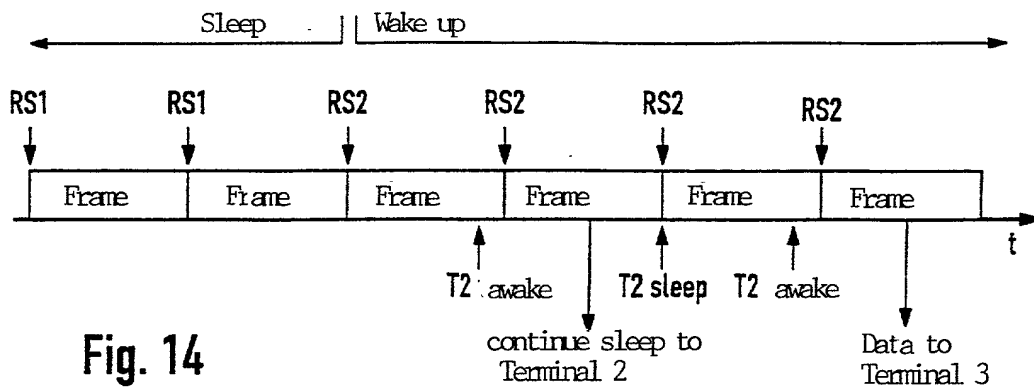 Sleep Wake up
RS1 RS1 RS2 RS2 RS2 RS2
Frame Frame Frame Frame Frame Frame
t
T2 awake T2 sleep T2 awake
continue sleep to
Terminal 2
Data to
Terminal 3
Fig. 14